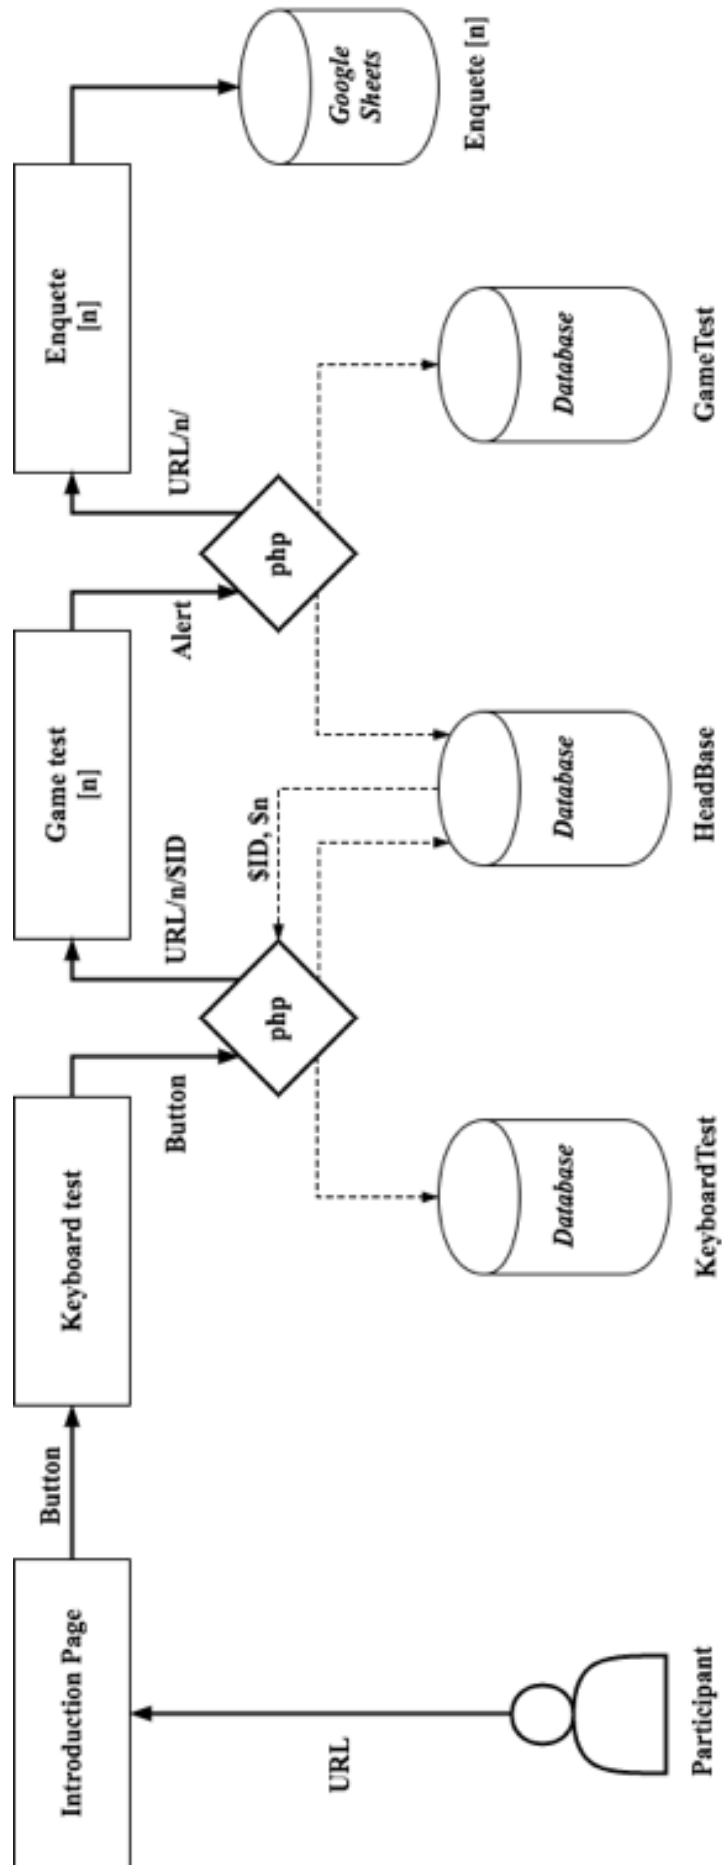 Introduction Page
Button
Keyboard test
Game test
[n]
Enquete
[n]
URL
Button
URL/n/$ID
Alert
URL/n/
$ID, $n
php
php
Google
Sheets
Enquete [n]
Database
Database
Database
Participant
KeyboardTest
HeadBase
GameTest